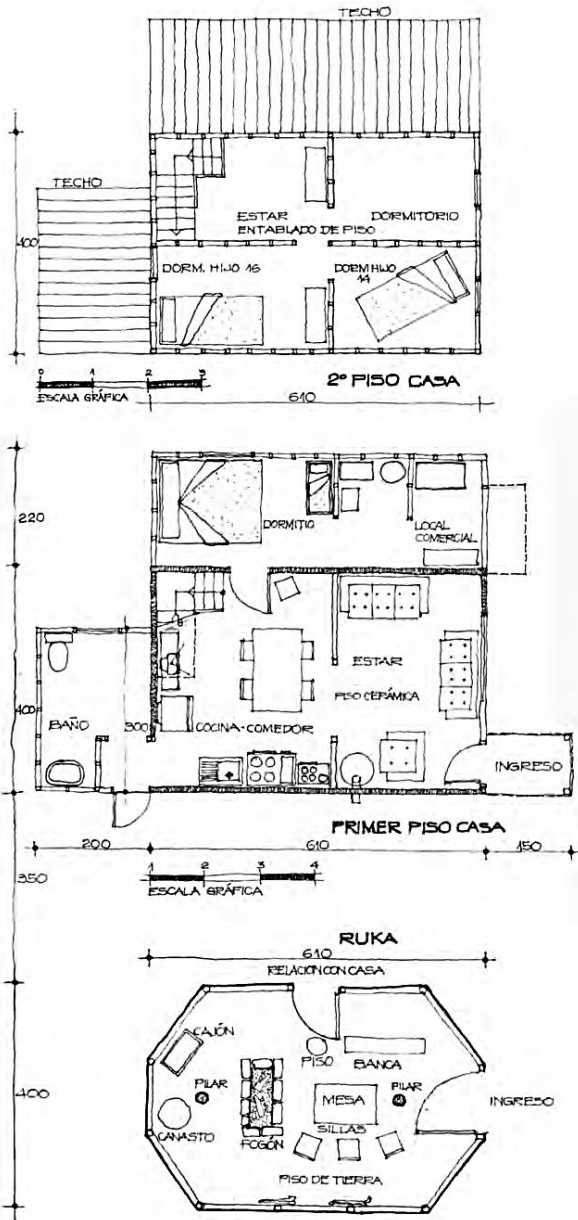 TECHO
TECHO
400
ESTAR
ENTABLADO DE PISO
DORMITORIO
DORM. HIJO 16
DORM HIJO
14
0 1 2 3
ESCALA GRÁFICA
2º PISO CASA
610
220
DORMITIO
LOCAL
COMERCIAL
400
BAÑO
300
COCINA-COMEDOR
ESTAR
PISO CERÁMICA
INGRESO
PRIMER PISO CASA
200
610
150
350
1 2 3 4
ESCALA GRÁFICA
RUKA
610
RELACION CON CASA
CAJÓN
PISO
BANCA
400
PILAR
MESA
PILAR
INGRESO
CANASTO
FOGÓN
SILLAS
PISO DE TIERRA